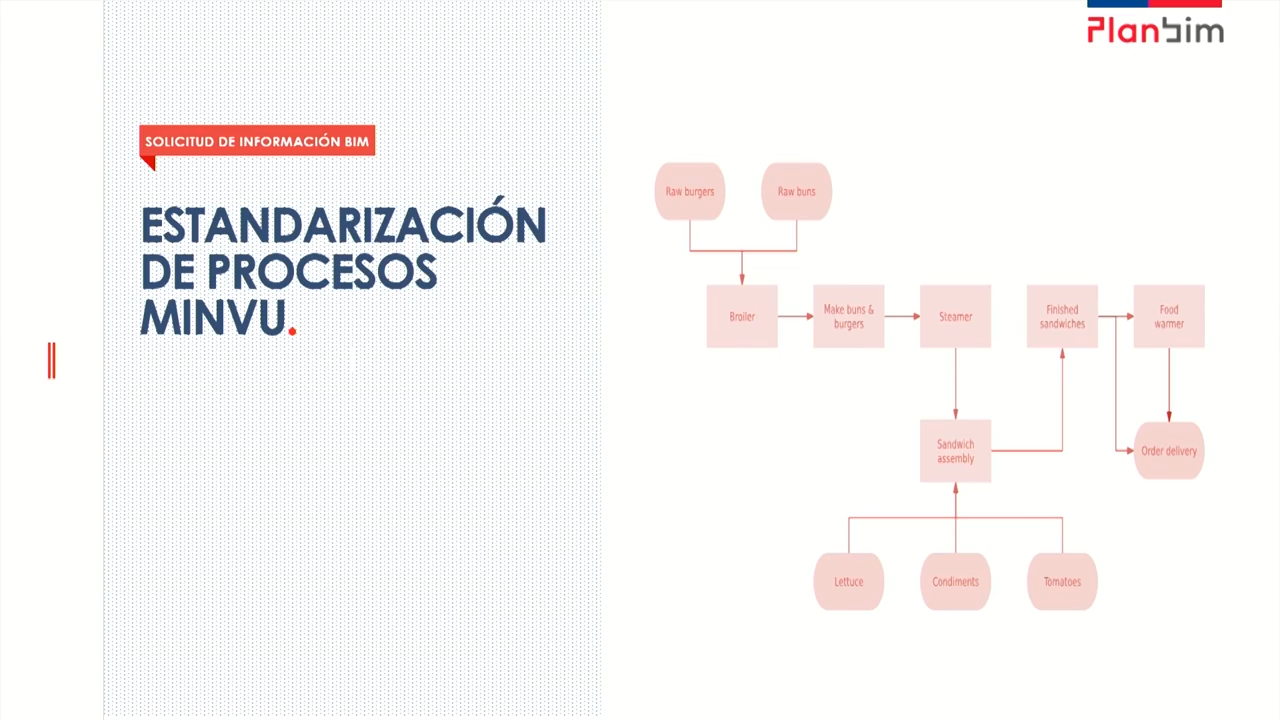 Planbim
SOLICITUD DE INFORMACIÓN BIM
ESTANDARIZACIÓN
DE PROCESOS
MINVU.
Raw burgers
Raw buns
Broiler
Make buns &
burgers
Steamer
Finished
sandwiches
Food
warmer
Sandwich
assembly
Order delivery
Lettuce
Condiments
Tomatoes